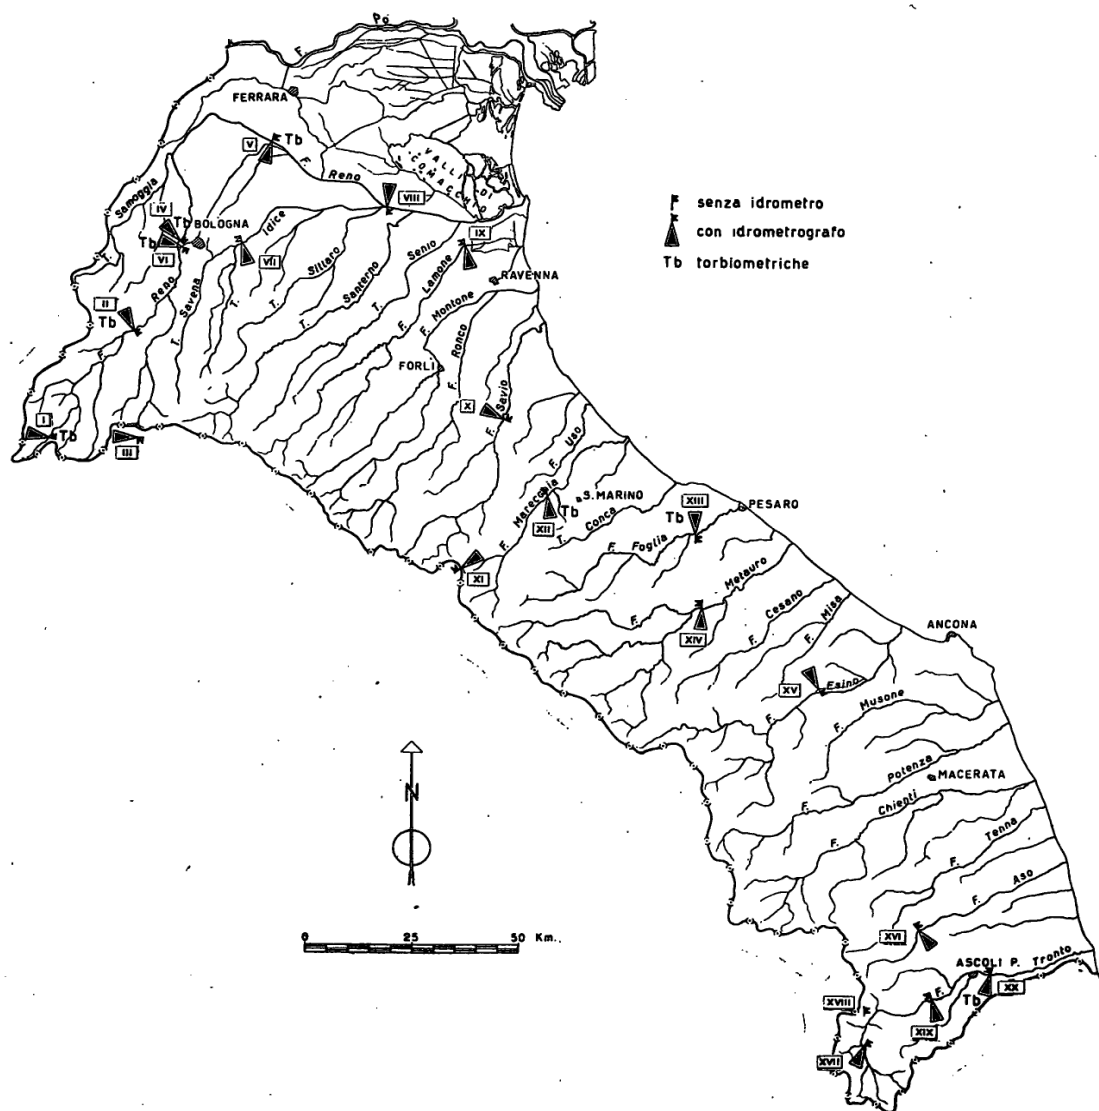 Po
F.
FERRARA
V
Tb
F.
Reno
VALLI DI
COMACCHIO
Samoggia
IV
Tb
BOLOGNA
Tb
VI
Idice
VIII
VII
IX
senza idrometro
con idrometrografo
Tb torbiometriche
Reno
T. Savena
T. Sillaro
T. Santerno
T. Senio
F. Lamone
RAVENNA
F. Montone
II
Tb
F.
T.
FORLÌ
F. Ronco
X
F. Savio
I
Tb
III
F. Uso
F. Marecchia
S. MARINO
Tb
XII
T. Conca
XIII
Tb
PESARO
F. Foglia
XI
F. Metauro
XIV
F. Cesano
F. Misa
ANCONA
XV
F. Esino
F. Musone
F. Potenza
MACERATA
F. Chienti
N
F. Tenna
F. Aso
0 25 50 Km.
XVI
ASCOLI P.
Tronto
F.
XX
Tb
XVIII
XIX
XVII